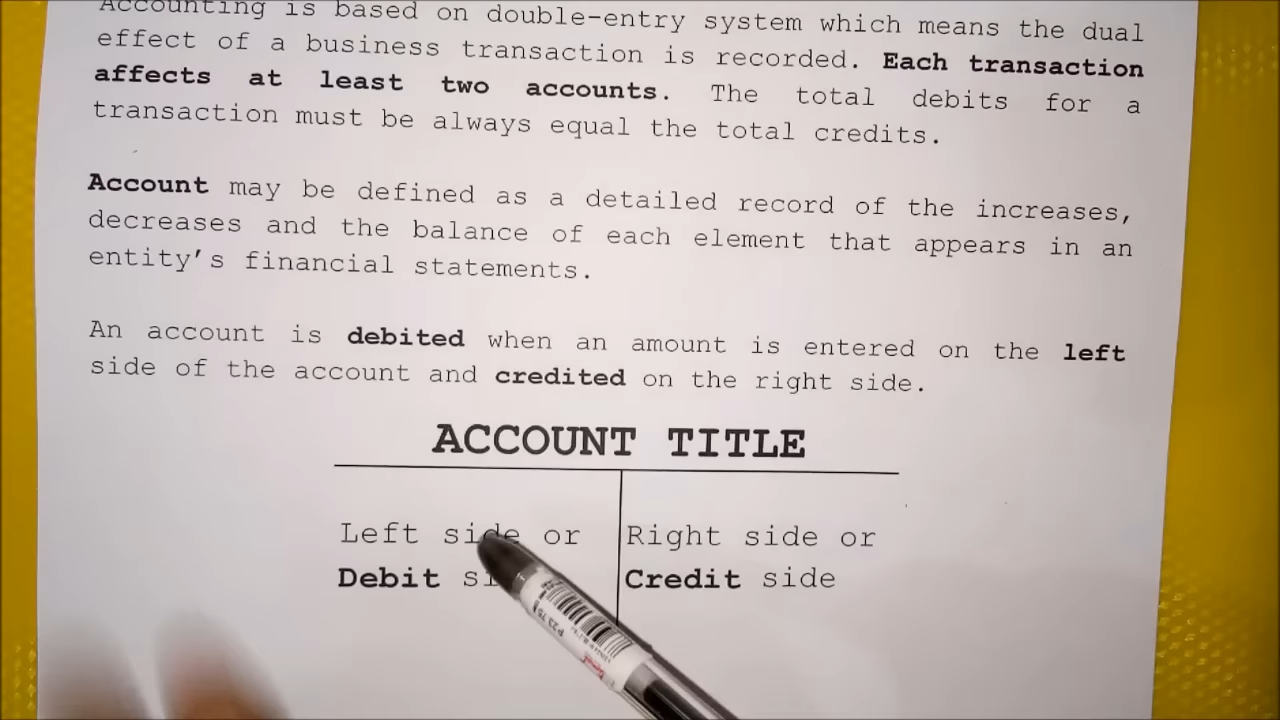 Accounting is based on double-entry system which means the dual
effect of a business transaction is recorded. Each transaction
affects at least two accounts. The total debits for a
transaction must be always equal the total credits.
Account may be defined as a detailed record of the increases,
decreases and the balance of each element that appears in an
entity's financial statements.
An account is debited when an amount is entered on the left
side of the account and credited on the right side.
ACCOUNT TITLE
Left side or
Debit
Right side or
Credit side